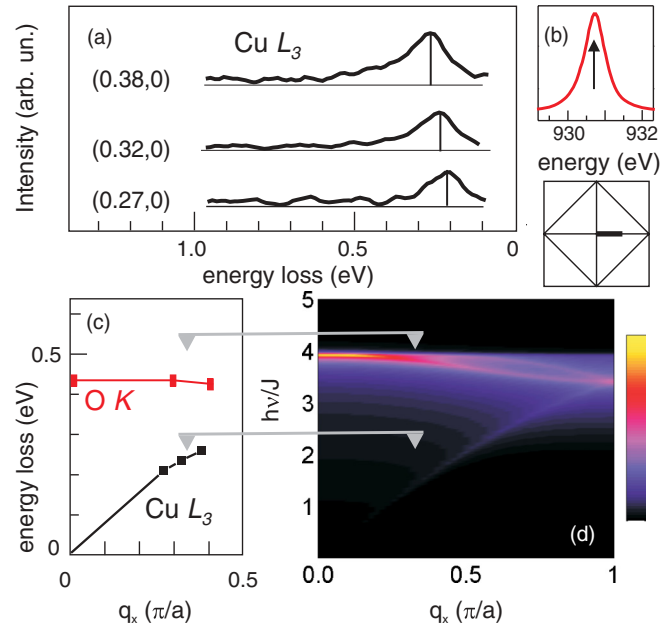 (a)
Cu L3
(0.38,0)
(0.32,0)
(0.27,0)
Intensity (arb. un.)
1.0
0.5
0
energy loss (eV)
(b)
930
932
energy (eV)
(c)
0.5
0
O K
Cu L3
energy loss (eV)
0
0.5
qx (π/a)
5
4
3
2
1
hν/J
(d)
0.0
0.5
1
qx (π/a)